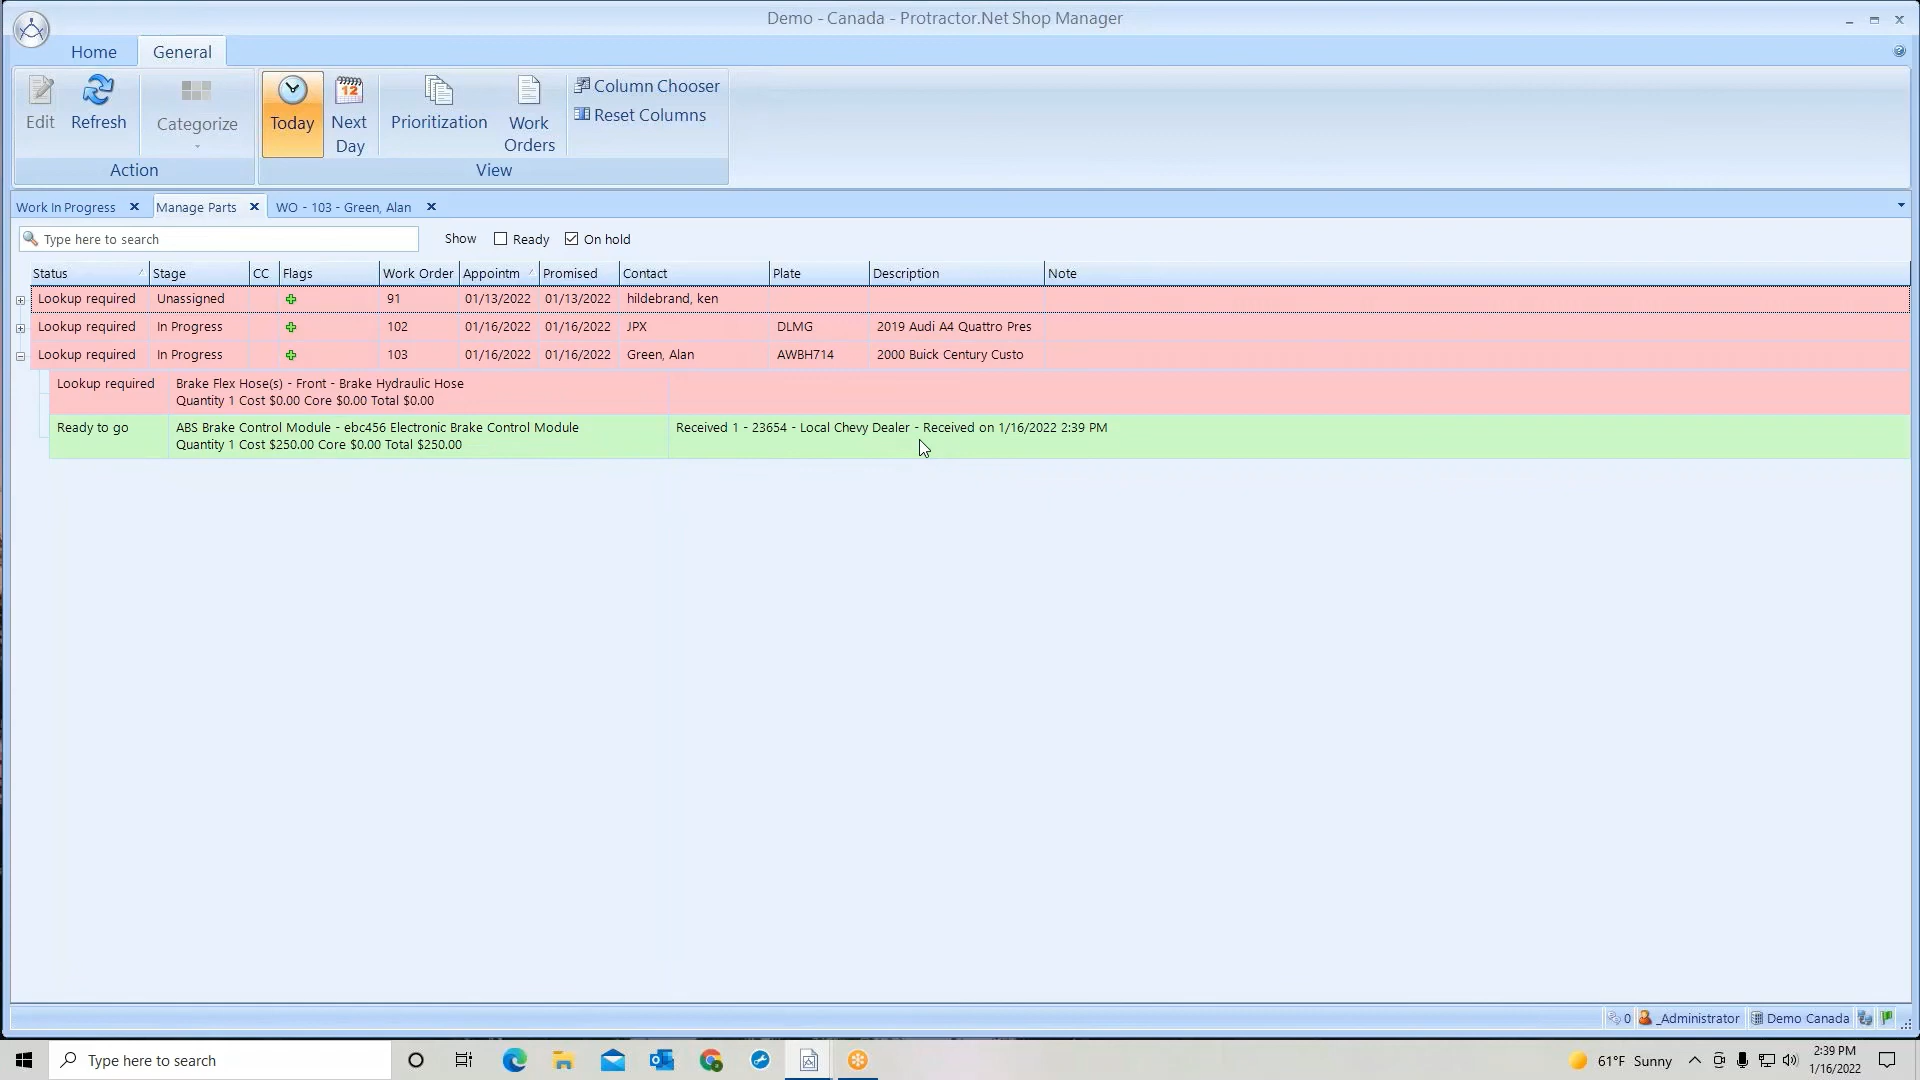 Demo - Canada - Protractor.Net Shop Manager
Home
General
Edit
Refresh
Categorize
Today
Next Day
Prioritization
Work Orders
Column Chooser
Reset Columns
Action
View
Work In Progress
Manage Parts
WO - 103 - Green, Alan
Type here to search
Show
Ready
On hold
Status Stage CC Flags Work Order Appointm Promised Contact Plate Description Note
Lookup required Unassigned 91 01/13/2022 01/13/2022 hildebrand, ken
Lookup required In Progress 102 01/16/2022 01/16/2022 JPX DLMG 2019 Audi A4 Quattro Pres
Lookup required In Progress 103 01/16/2022 01/16/2022 Green, Alan AWBH714 2000 Buick Century Custo
Lookup required Brake Flex Hose(s) - Front - Brake Hydraulic Hose
Quantity 1 Cost $0.00 Core $0.00 Total $0.00
Ready to go ABS Brake Control Module - ebc456 Electronic Brake Control Module Received 1 - 23654 - Local Chevy Dealer - Received on 1/16/2022 2:39 PM
Quantity 1 Cost $250.00 Core $0.00 Total $250.00
0 _Administrator Demo Canada
Type here to search
61°F Sunny
2:39 PM
1/16/2022